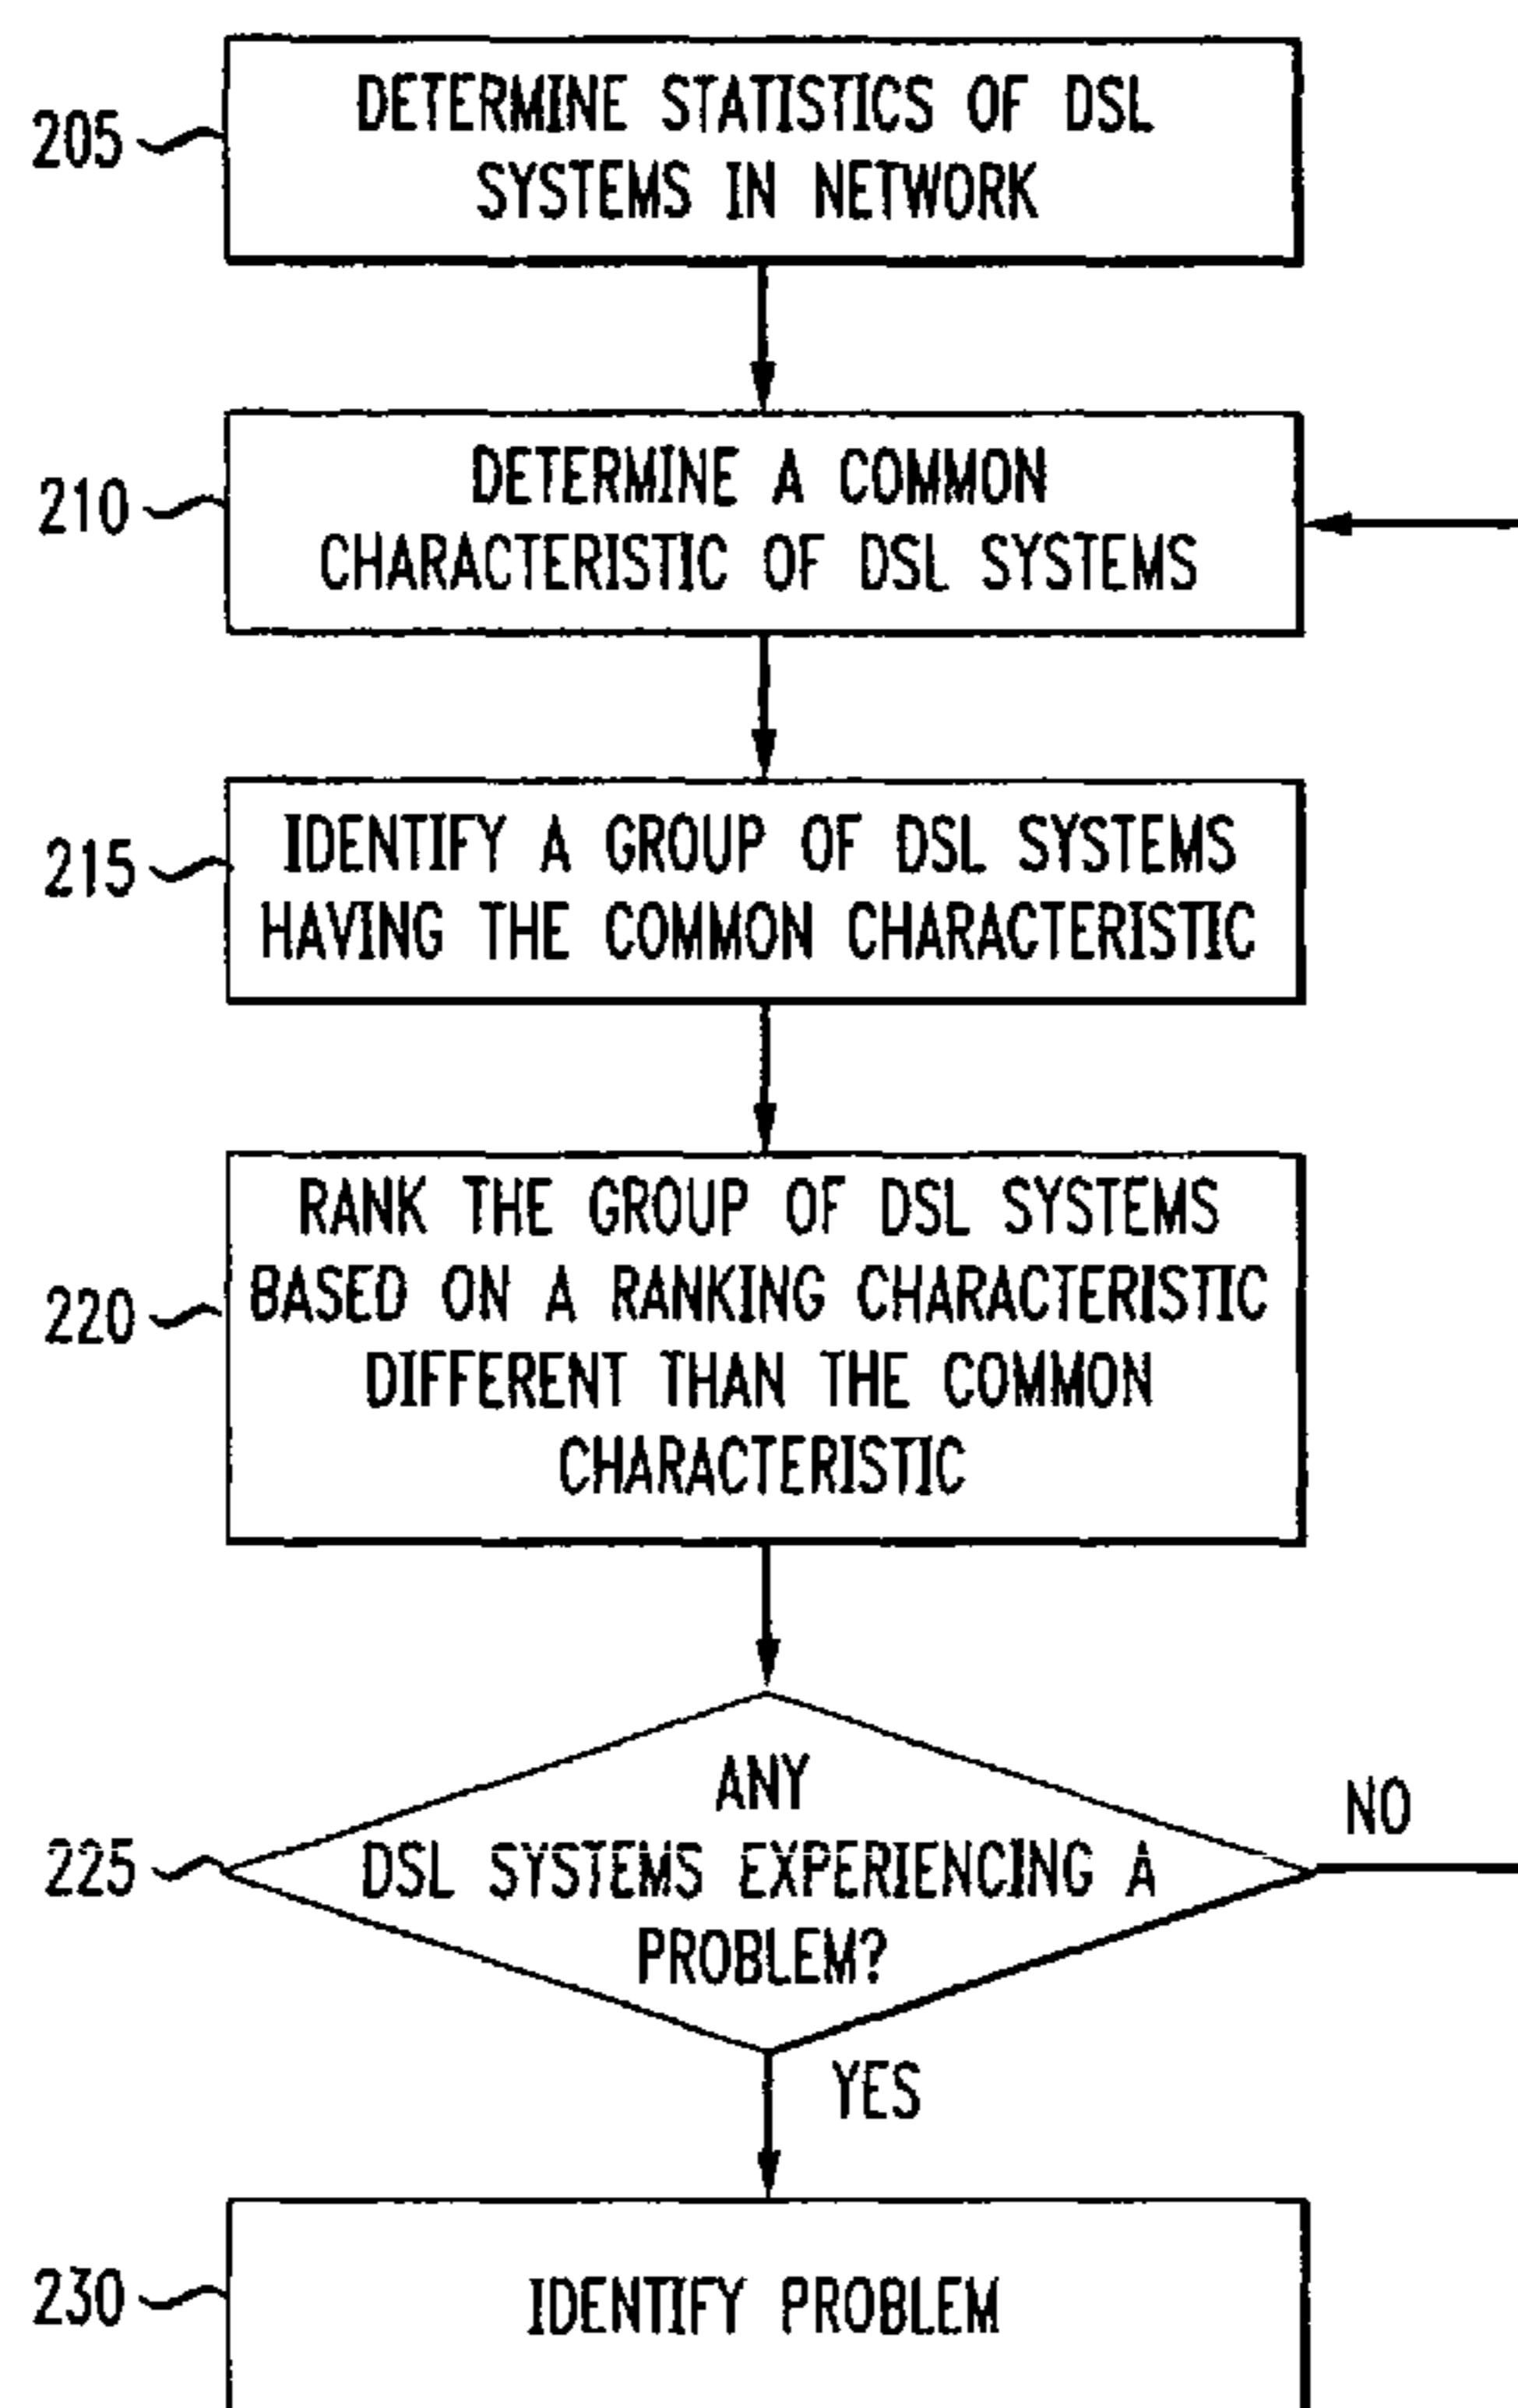 205
DETERMINE STATISTICS OF DSL
SYSTEMS IN NETWORK
210
DETERMINE A COMMON
CHARACTERISTIC OF DSL SYSTEMS
215
IDENTIFY A GROUP OF DSL SYSTEMS
HAVING THE COMMON CHARACTERISTIC
220
RANK THE GROUP OF DSL SYSTEMS
BASED ON A RANKING CHARACTERISTIC
DIFFERENT THAN THE COMMON
CHARACTERISTIC
225
ANY
DSL SYSTEMS EXPERIENCING A
PROBLEM?
NO
YES
230
IDENTIFY PROBLEM